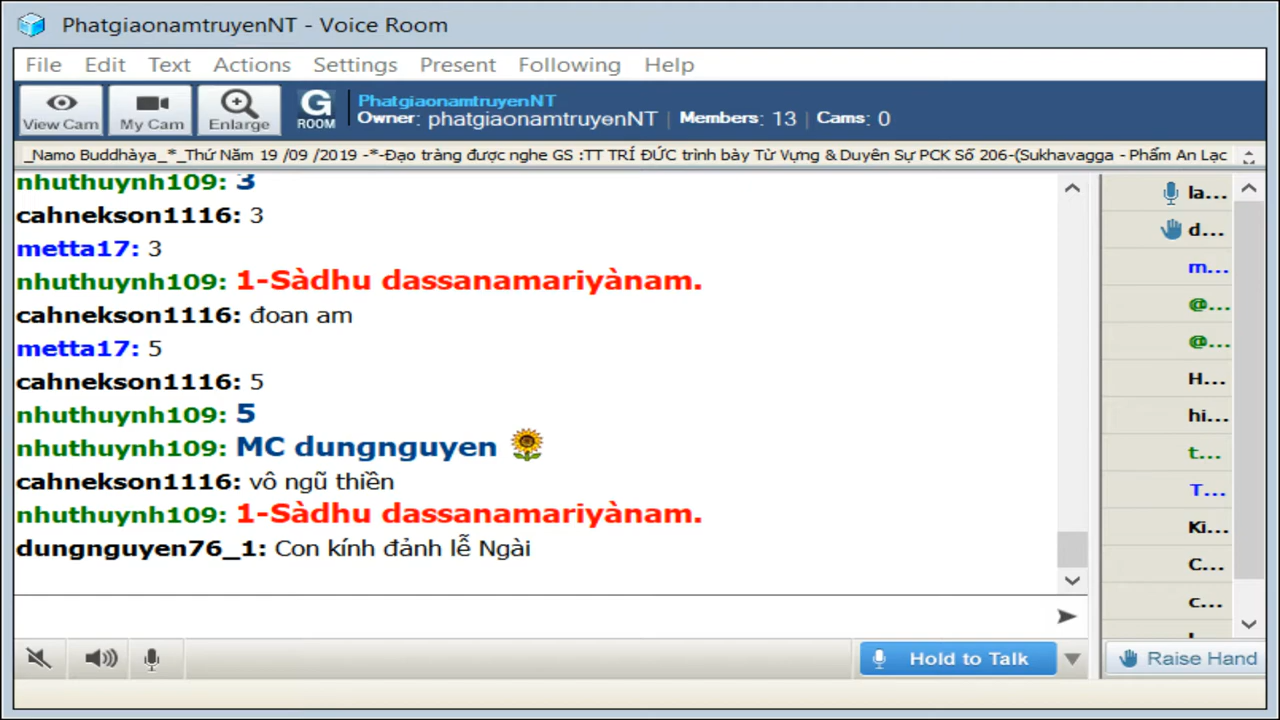 PhatgiaonamtruyenNT - Voice Room
File Edit Text Actions Settings Present Following Help
View Cam My Cam Enlarge G ROOM
PhatgiaonamtruyenNT
Owner: phatgiaonamtruyenNT Members: 13 Cams: 0
_Namo Buddhàya_*_Thứ Năm 19 /09 /2019 -*-Đạo tràng được nghe GS :TT TRÍ ĐỨC trình bày Từ Vựng & Duyên Sự PCK Số 206-(Sukhavagga - Phẩm An Lạc
nhuthuynh109: 3
cahnekson1116: 3
metta17: 3
nhuthuynh109: 1-Sàdhu dassanamariyànam.
cahnekson1116: đoan am
metta17: 5
cahnekson1116: 5
nhuthuynh109: 5
nhuthuynh109: MC dungnguyen
cahnekson1116: vô ngũ thiền
nhuthuynh109: 1-Sàdhu dassanamariyànam.
dungnguyen76_1: Con kính đảnh lễ Ngài
la...
d...
m...
@...
@...
H...
hi...
t...
T...
Ki...
C...
c...
Hold to Talk
Raise Hand